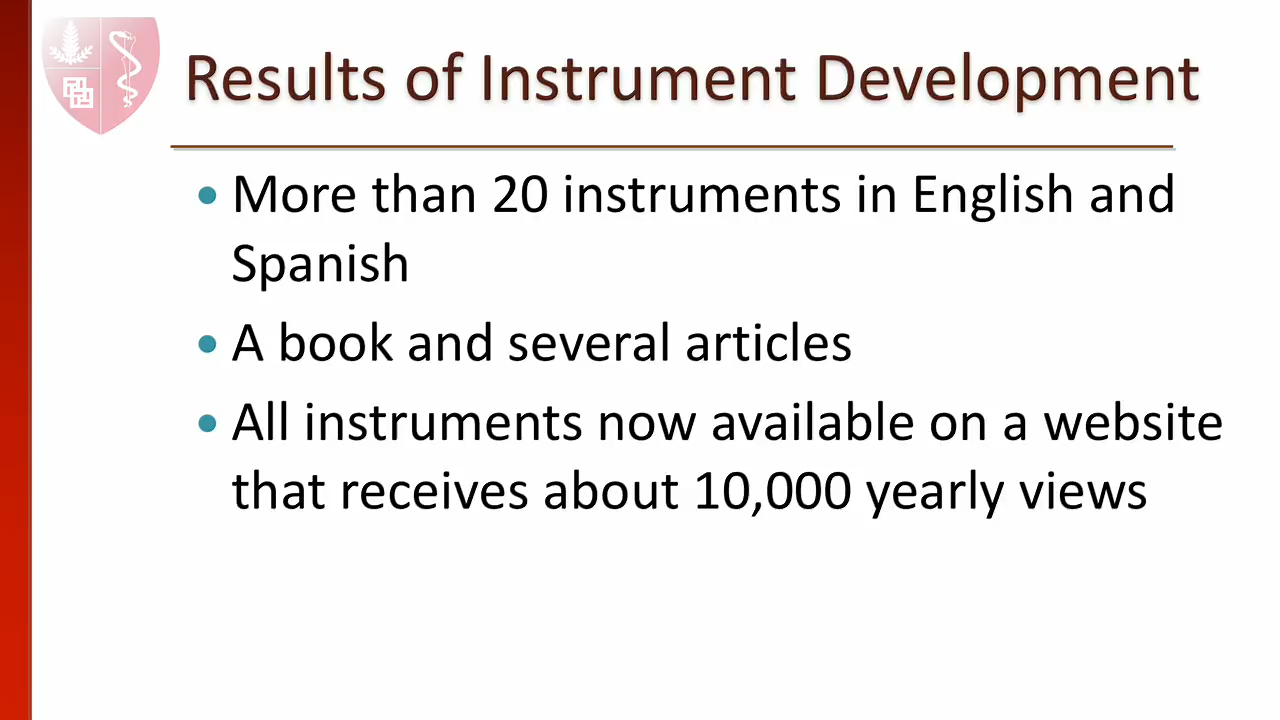 Results of Instrument Development
• More than 20 instruments in English and
Spanish
• A book and several articles
• All instruments now available on a website
that receives about 10,000 yearly views